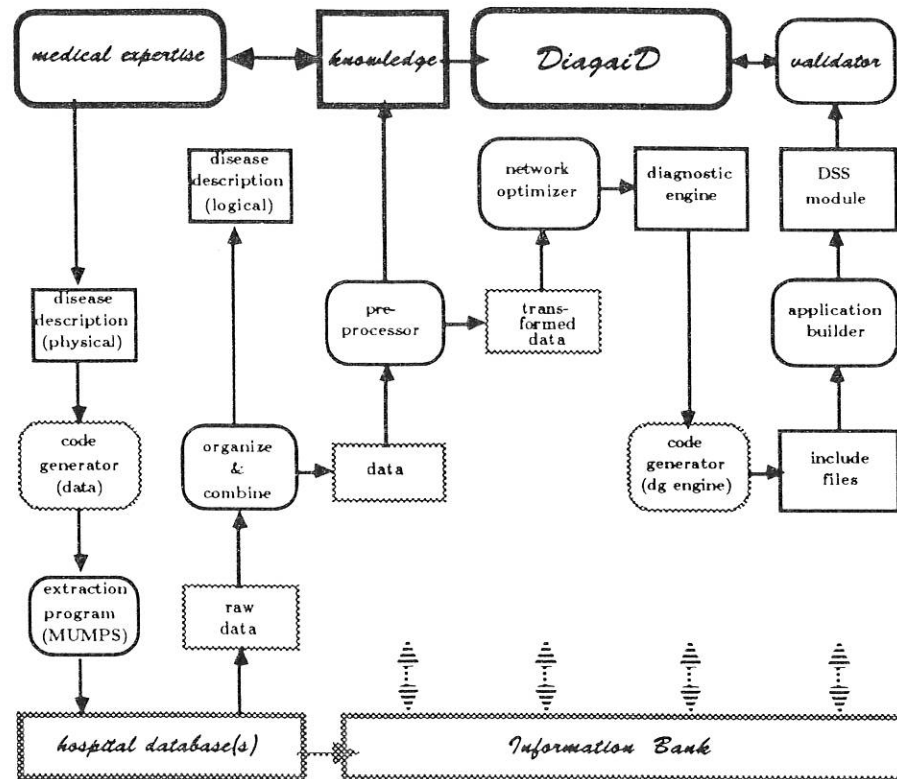 medical expertise
knowledge
DiagaiD
validator
disease
description
(logical)
network
optimizer
diagnostic
engine
DSS
module
disease
description
(physical)
pre-
processor
trans-
formed
data
application
builder
code
generator
(data)
organize
&
combine
data
code
generator
(dg engine)
include
files
extraction
program
(MUMPS)
raw
data
hospital database(s)
Information Bank